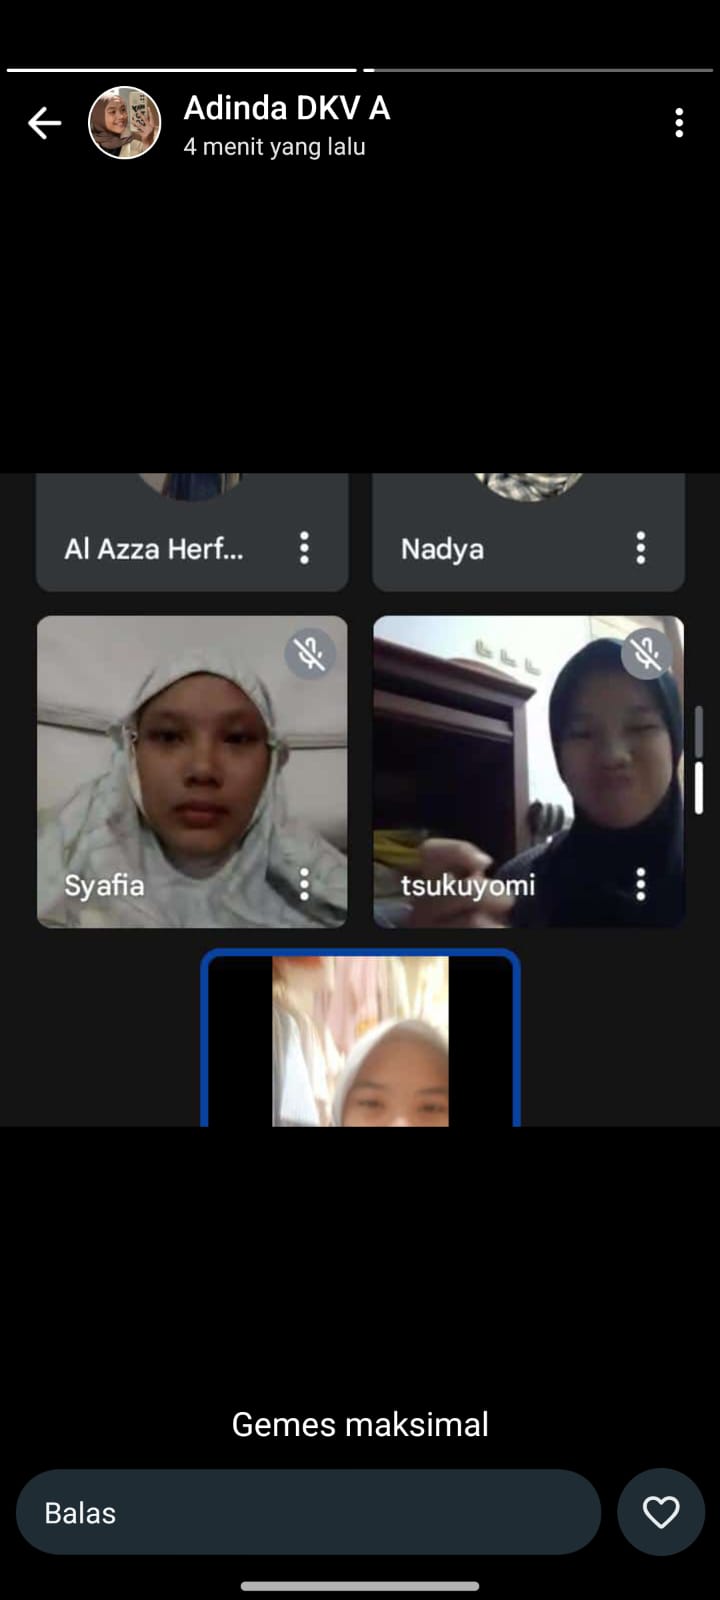 Adinda DKV A
4 menit yang lalu
Al Azza Herf...
Nadya
Syafia
tsukuyomi
Gemes maksimal
Balas